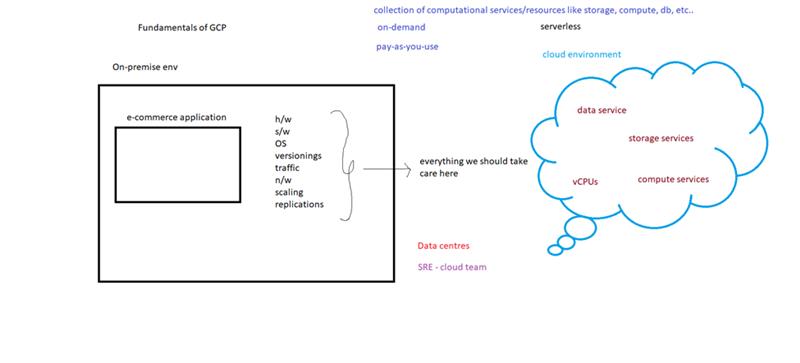 collection of computational services/resources like storage, compute, db, etc..
Fundamentals of GCP
on-demand
serverless
pay-as-you-use
cloud environment
On-premise env
e-commerce application
h/w
s/w
OS
versionings
traffic
n/w
scaling
replications
everything we should take
care here
data service
storage services
vCPUs
compute services
Data centres
SRE - cloud team